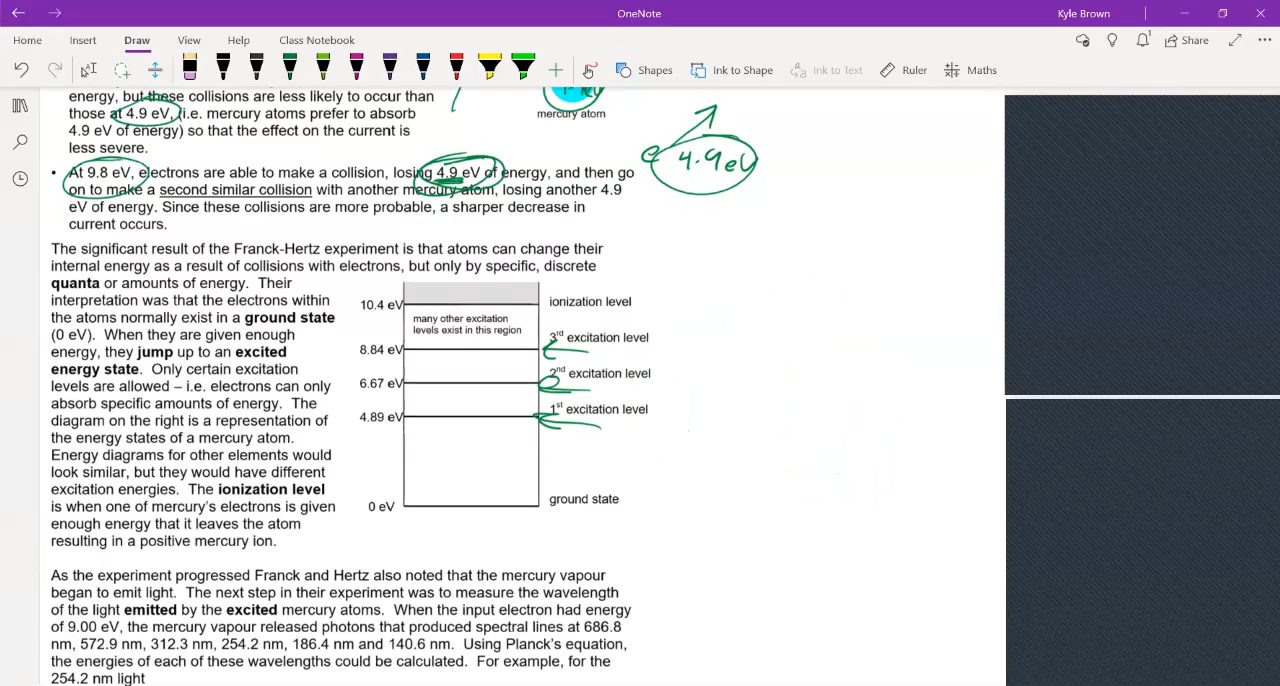 OneNote
Kyle Brown
Home Insert Draw View Help Class Notebook
Share
Shapes Ink to Shape Ink to Text Ruler Maths
energy, but these collisions are less likely to occur than
those at 4.9 eV, (i.e. mercury atoms prefer to absorb
4.9 eV of energy) so that the effect on the current is
less severe.
mercury atom
e 4.9 eV
• At 9.8 eV, electrons are able to make a collision, losing 4.9 eV of energy, and then go
on to make a second similar collision with another mercury atom, losing another 4.9
eV of energy. Since these collisions are more probable, a sharper decrease in
current occurs.
The significant result of the Franck-Hertz experiment is that atoms can change their
internal energy as a result of collisions with electrons, but only by specific, discrete
quanta or amounts of energy. Their
interpretation was that the electrons within
the atoms normally exist in a ground state
(0 eV). When they are given enough
energy, they jump up to an excited
energy state. Only certain excitation
levels are allowed – i.e. electrons can only
absorb specific amounts of energy. The
diagram on the right is a representation of
the energy states of a mercury atom.
Energy diagrams for other elements would
look similar, but they would have different
excitation energies. The ionization level
is when one of mercury's electrons is given
enough energy that it leaves the atom
resulting in a positive mercury ion.
10.4 eV ionization level
many other excitation
levels exist in this region
3rd excitation level
8.84 eV
2nd excitation level
6.67 eV
1st excitation level
4.89 eV
0 eV ground state
As the experiment progressed Franck and Hertz also noted that the mercury vapour
began to emit light. The next step in their experiment was to measure the wavelength
of the light emitted by the excited mercury atoms. When the input electron had energy
of 9.00 eV, the mercury vapour released photons that produced spectral lines at 686.8
nm, 572.9 nm, 312.3 nm, 254.2 nm, 186.4 nm and 140.6 nm. Using Planck's equation,
the energies of each of these wavelengths could be calculated. For example, for the
254.2 nm light